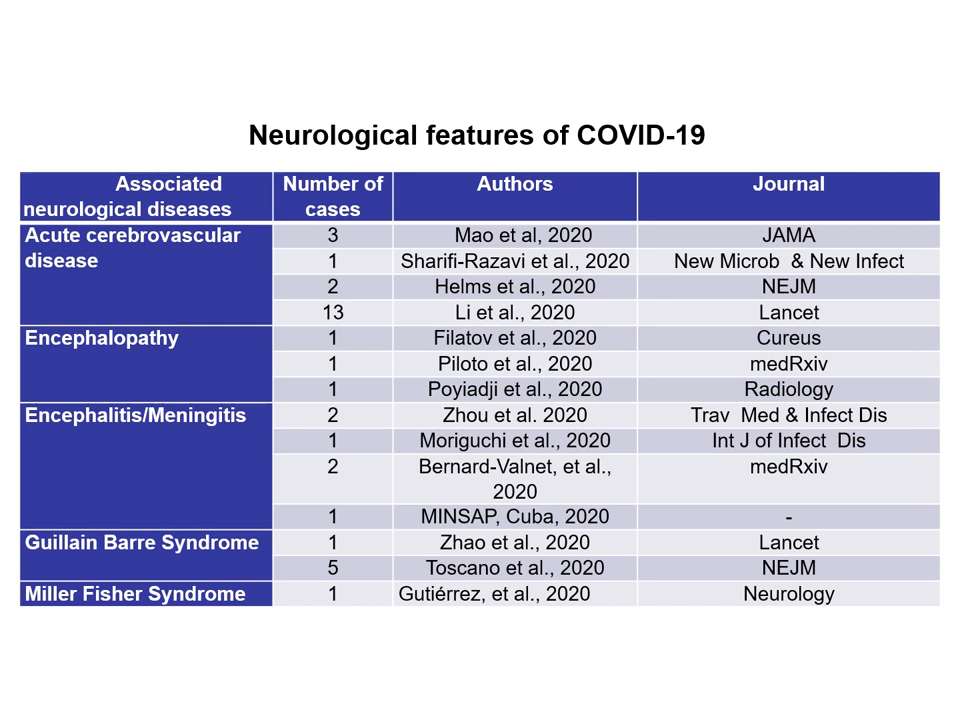 Neurological features of COVID-19
Associated neurological diseases Number of cases Authors Journal
Acute cerebrovascular disease 3 Mao et al, 2020 JAMA
1 Sharifi-Razavi et al., 2020 New Microb & New Infect
2 Helms et al., 2020 NEJM
13 Li et al., 2020 Lancet
Encephalopathy 1 Filatov et al., 2020 Cureus
1 Piloto et al., 2020 medRxiv
1 Poyiadji et al., 2020 Radiology
Encephalitis/Meningitis 2 Zhou et al. 2020 Trav Med & Infect Dis
1 Moriguchi et al., 2020 Int J of Infect Dis
2 Bernard-Valnet, et al., 2020 medRxiv
1 MINSAP, Cuba, 2020 -
Guillain Barre Syndrome 1 Zhao et al., 2020 Lancet
5 Toscano et al., 2020 NEJM
Miller Fisher Syndrome 1 Gutiérrez, et al., 2020 Neurology